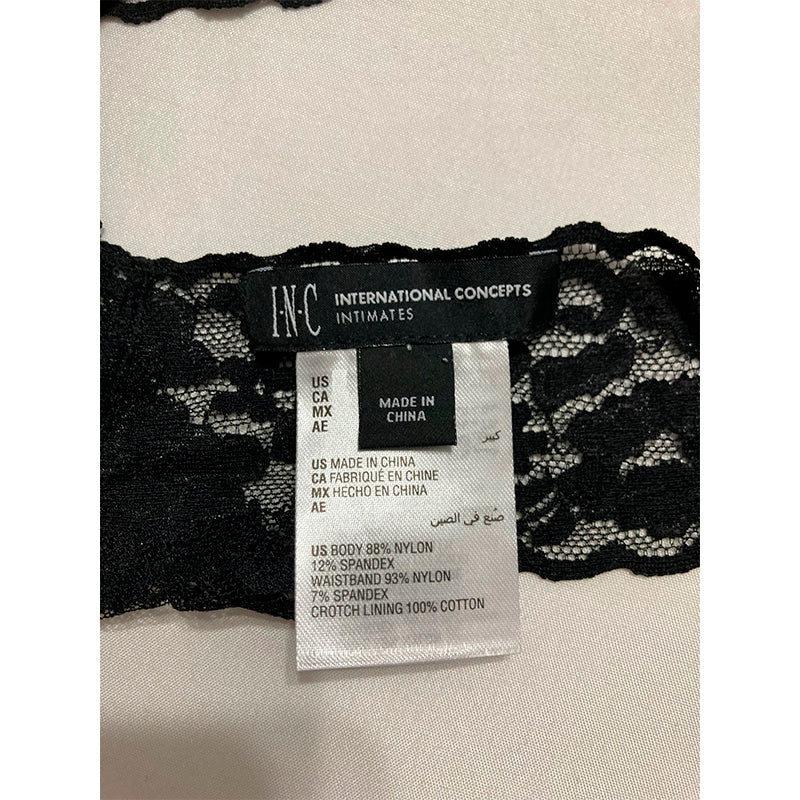 I·N·C INTERNATIONAL CONCEPTS
INTIMATES
MADE IN
CHINA
US
CA
MX
AE
كبير
US MADE IN CHINA
CA FABRIQUÉ EN CHINE
MX HECHO EN CHINA
AE
صُنع في الصين
US BODY 88% NYLON
12% SPANDEX
WAISTBAND 93% NYLON
7% SPANDEX
CROTCH LINING 100% COTTON